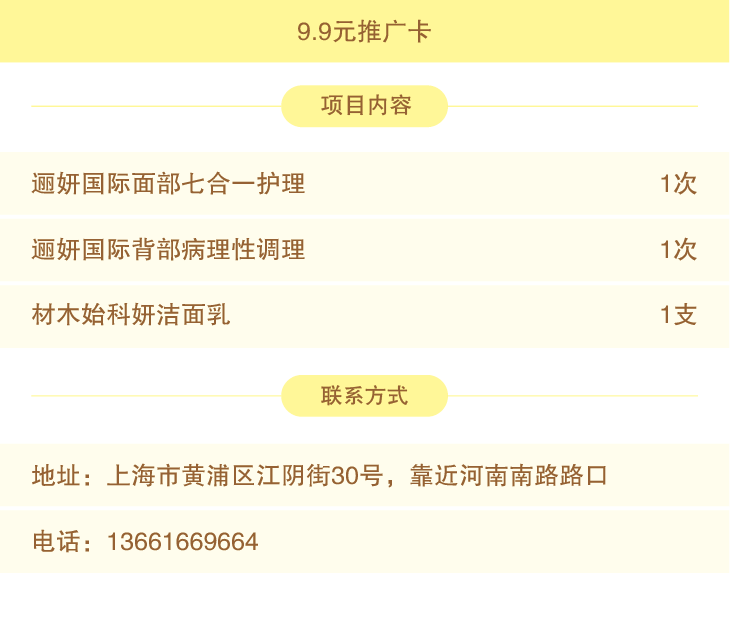 9.9元推广卡
项目内容
逦妍国际面部七合一护理 1次
逦妍国际背部病理性调理 1次
材木始科妍洁面乳 1支
联系方式
地址：上海市黄浦区江阴街30号，靠近河南南路路口
电话：13661669664